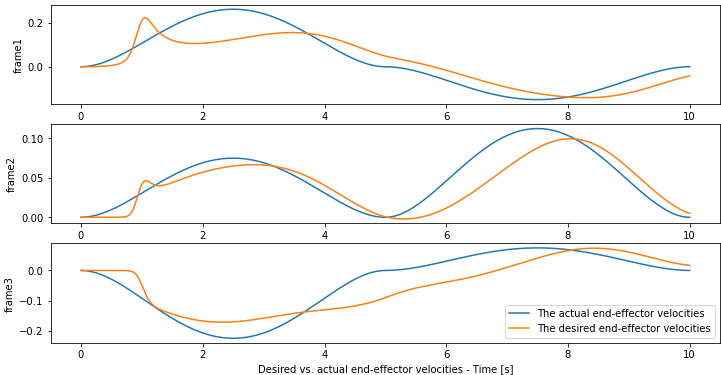 0.2
0.0
frame1
0 2 4 6 8 10
0.10
0.05
0.00
frame2
0 2 4 6 8 10
0.0
−0.1
−0.2
frame3
The actual end-effector velocities
The desired end-effector velocities
0 2 4 6 8 10
Desired vs. actual end-effector velocities - Time [s]